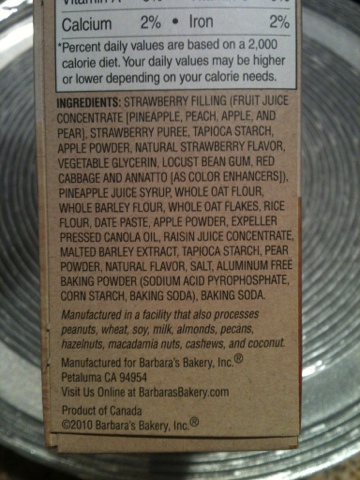 Calcium 2% • Iron 2%
*Percent daily values are based on a 2,000
calorie diet. Your daily values may be higher
or lower depending on your calorie needs.
INGREDIENTS: STRAWBERRY FILLING (FRUIT JUICE
CONCENTRATE [PINEAPPLE, PEACH, APPLE, AND
PEAR], STRAWBERRY PUREE, TAPIOCA STARCH,
APPLE POWDER, NATURAL STRAWBERRY FLAVOR,
VEGETABLE GLYCERIN, LOCUST BEAN GUM, RED
CABBAGE AND ANNATTO [AS COLOR ENHANCERS]),
PINEAPPLE JUICE SYRUP, WHOLE OAT FLOUR,
WHOLE BARLEY FLOUR, WHOLE OAT FLAKES, RICE
FLOUR, DATE PASTE, APPLE POWDER, EXPELLER
PRESSED CANOLA OIL, RAISIN JUICE CONCENTRATE,
MALTED BARLEY EXTRACT, TAPIOCA STARCH, PEAR
POWDER, NATURAL FLAVOR, SALT, ALUMINUM FREE
BAKING POWDER (SODIUM ACID PYROPHOSPHATE,
CORN STARCH, BAKING SODA), BAKING SODA.
Manufactured in a facility that also processes
peanuts, wheat, soy, milk, almonds, pecans,
hazelnuts, macadamia nuts, cashews, and coconut.
Manufactured for Barbara's Bakery, Inc.®
Petaluma CA 94954
Visit Us Online at BarbarasBakery.com
Product of Canada
©2010 Barbara's Bakery, Inc.®